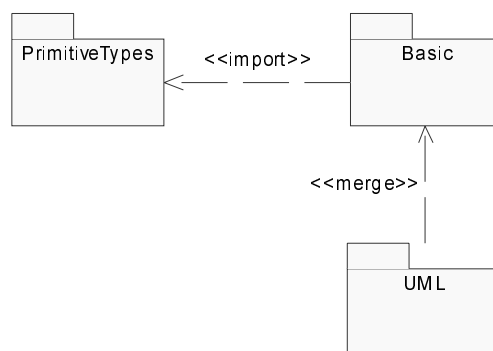 PrimitiveTypes
<<import>>
Basic
<<merge>>
UML